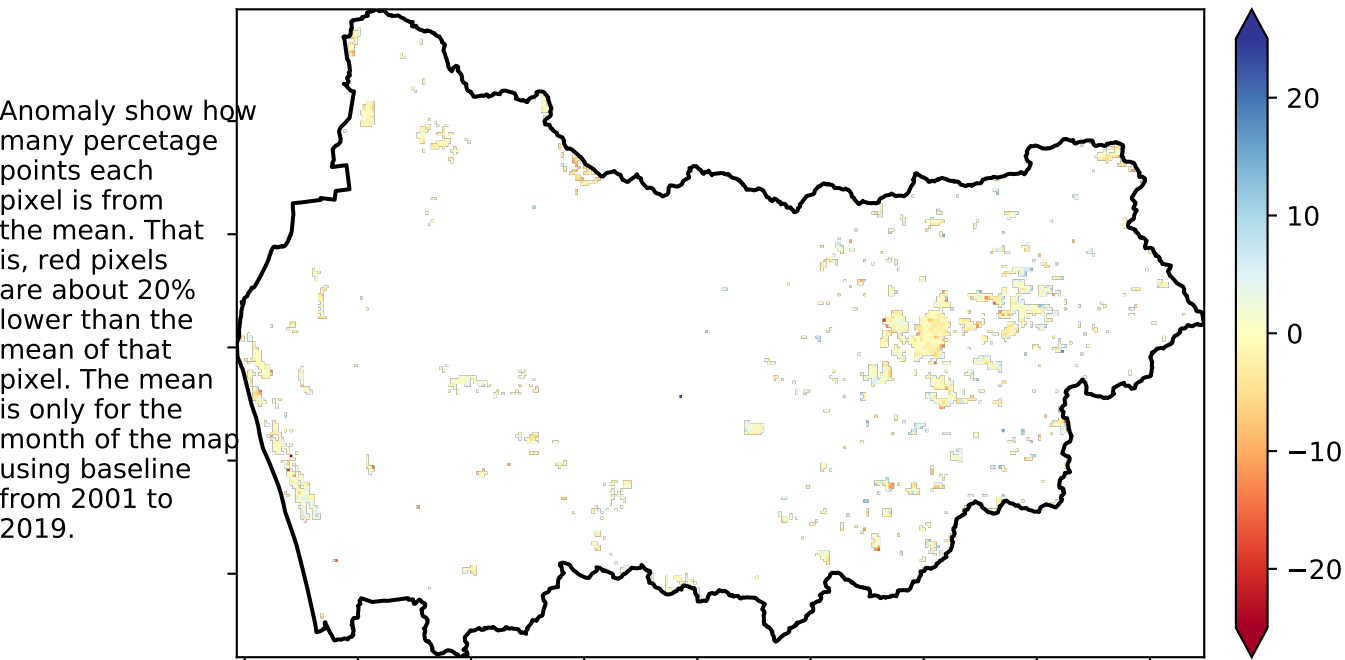 Anomaly show how
many percetage
points each
pixel is from
the mean. That
is, red pixels
are about 20%
lower than the
mean of that
pixel. The mean
is only for the
month of the map
using baseline
from 2001 to
2019.
20
10
0
−10
−20